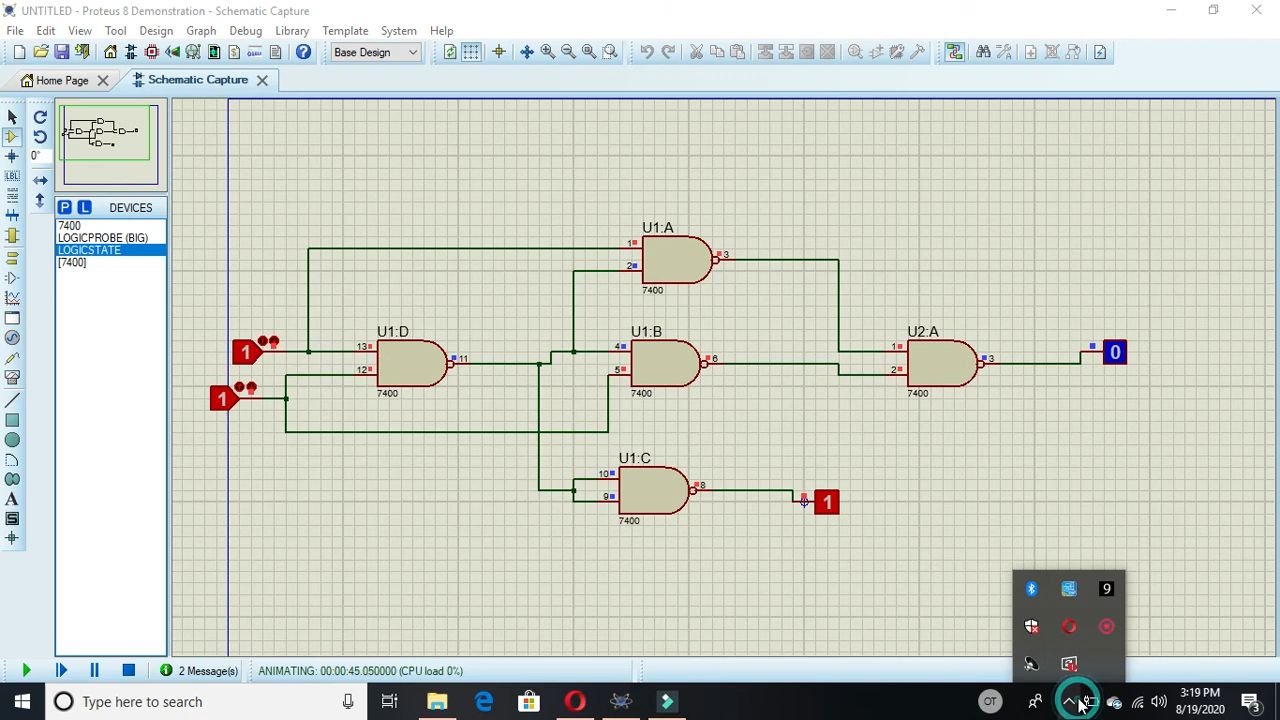 UNTITLED - Proteus 8 Demonstration - Schematic Capture
File Edit View Tool Design Graph Debug Library Template System Help
Base Design
Home Page
Schematic Capture
0°
LBL
P L DEVICES
7400
LOGICPROBE (BIG)
LOGICSTATE
[7400]
A
S
U1:A
1
2
3
7400
U1:D
13
12
11
7400
1
1
U1:B
4
5
6
7400
U2:A
1
2
3
7400
0
U1:C
10
9
8
7400
1
9
2 Message(s)
ANIMATING: 00:00:45.050000 (CPU load 0%)
Type here to search
OT
3:19 PM
8/19/2020
3